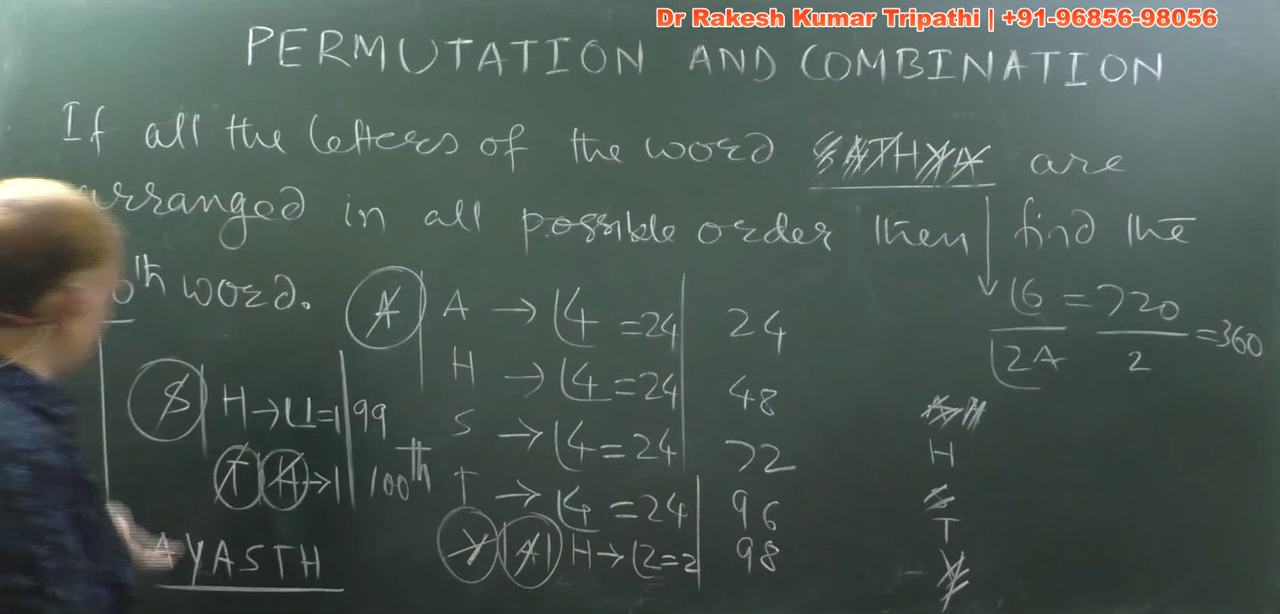 Dr Rakesh Kumar Tripathi | +91-96856-98056
PERMUTATION AND COMBINATION
If all the letters of the word SATHYA are
arranged in all possible order then find the
0th word.
A
A → 4 = 24 24
H → 4 = 24 48
S → 4 = 24 72
T → 4 = 24 96
Y A H → 2 = 2 98
6 / 2A = 720 / 2 = 360
S H → 1 = 1 99
T H → 1 100th
AYASTH
A H
H
S
T
Y